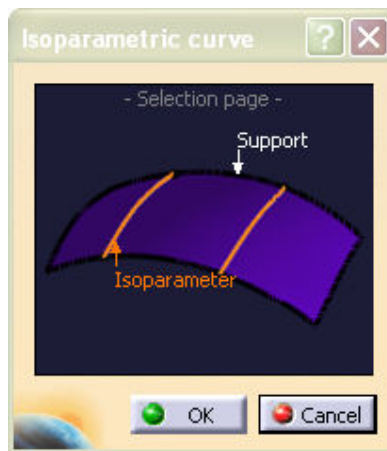 Isoparametric curve
- Selection page -
Support
Isoparameter
OK
Cancel